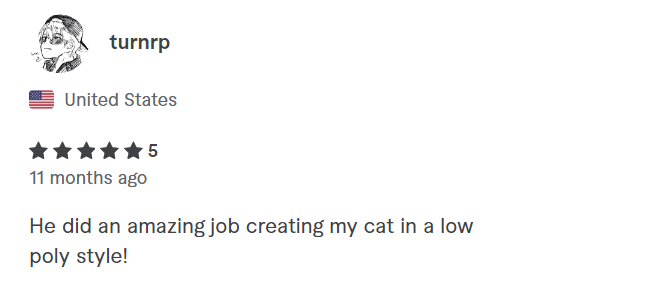 turnrp
United States
5
11 months ago
He did an amazing job creating my cat in a low
poly style!